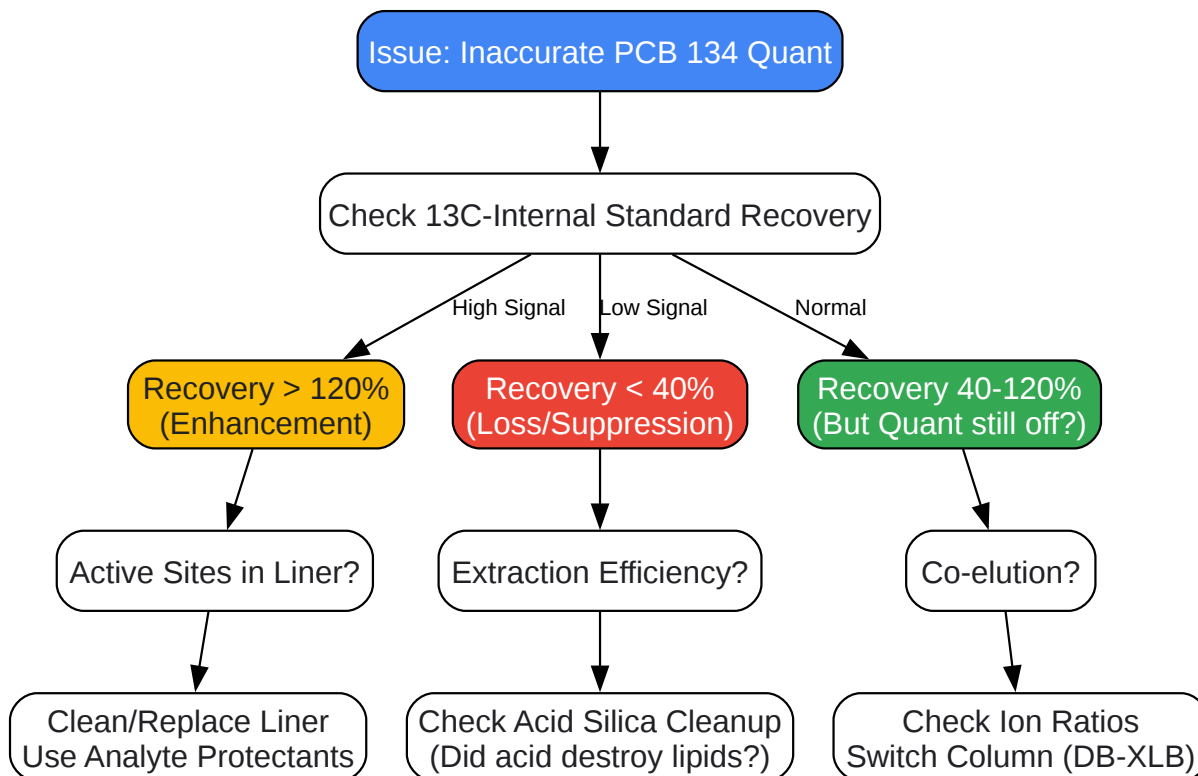 Issue: Inaccurate PCB 134 Quant
Check 13C-Internal Standard Recovery
High Signal
Low Signal
Normal
Recovery > 120%
(Enhancement)
Recovery < 40%
(Loss/Suppression)
Recovery 40-120%
(But Quant still off?)
Active Sites in Liner?
Extraction Efficiency?
Co-elution?
Clean/Replace Liner
Use Analyte Protectants
Check Acid Silica Cleanup
(Did acid destroy lipids?)
Check Ion Ratios
Switch Column (DB-XLB)